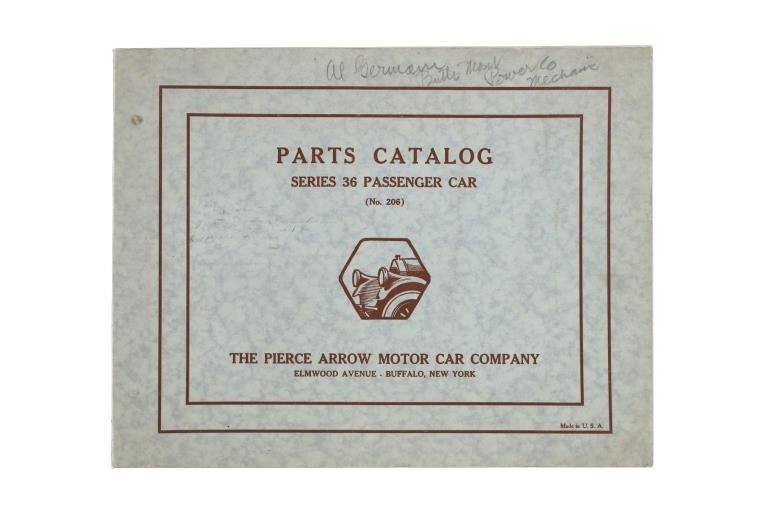 Al Germain Butte Mont Power Co
Mechanic
PARTS CATALOG
SERIES 36 PASSENGER CAR
(No. 206)
THE PIERCE ARROW MOTOR CAR COMPANY
ELMWOOD AVENUE - BUFFALO, NEW YORK
Made in U. S. A.